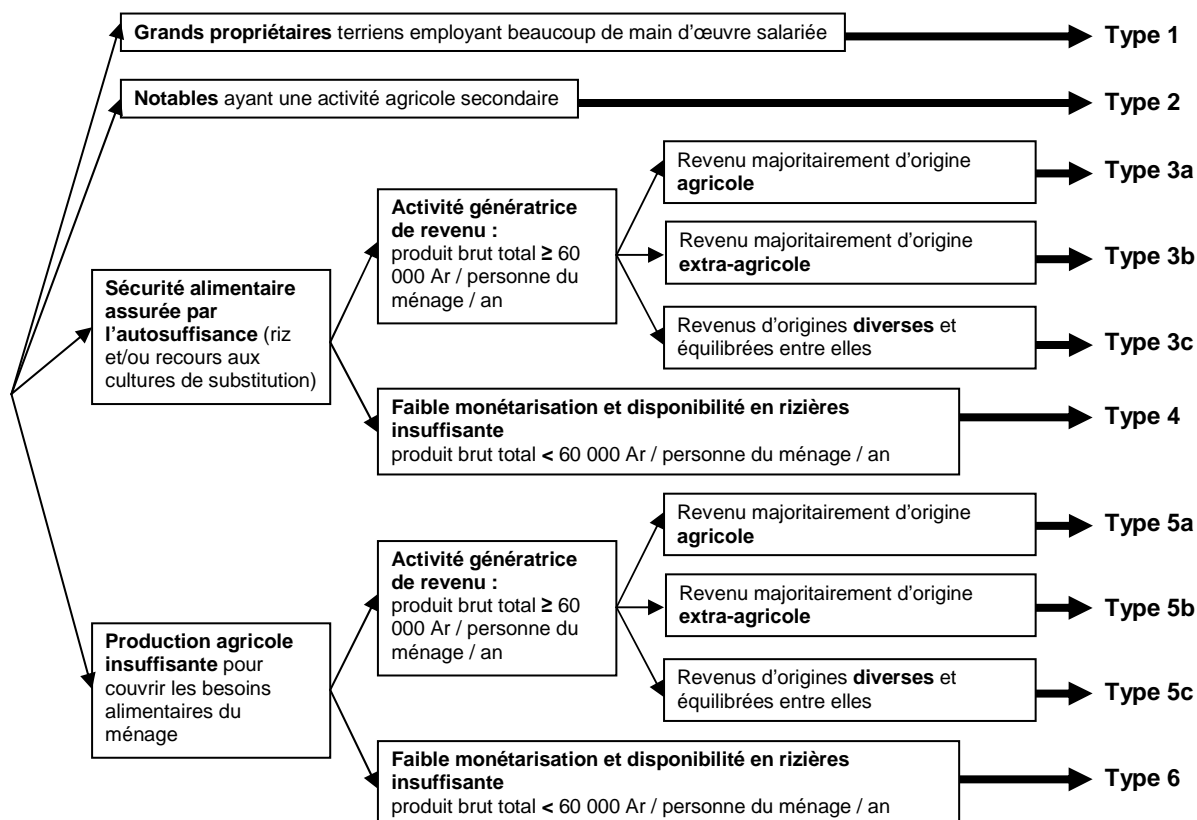 Grands propriétaires terriens employant beaucoup de main d'œuvre salariée
Type 1
Notables ayant une activité agricole secondaire
Type 2
Sécurité alimentaire
assurée par
l'autosuffisance (riz
et/ou recours aux
cultures de substitution)
Activité génératrice
de revenu :
produit brut total ≥ 60
000 Ar / personne du
ménage / an
Revenu majoritairement d'origine
agricole
Type 3a
Revenu majoritairement d'origine
extra-agricole
Type 3b
Revenus d'origines diverses et
équilibrées entre elles
Type 3c
Faible monétarisation et disponibilité en rizières
insuffisante
produit brut total < 60 000 Ar / personne du ménage / an
Type 4
Production agricole
insuffisante pour
couvrir les besoins
alimentaires du
ménage
Activité génératrice
de revenu :
produit brut total ≥ 60
000 Ar / personne du
ménage / an
Revenu majoritairement d'origine
agricole
Type 5a
Revenu majoritairement d'origine
extra-agricole
Type 5b
Revenus d'origines diverses et
équilibrées entre elles
Type 5c
Faible monétarisation et disponibilité en rizières
insuffisante
produit brut total < 60 000 Ar / personne du ménage / an
Type 6